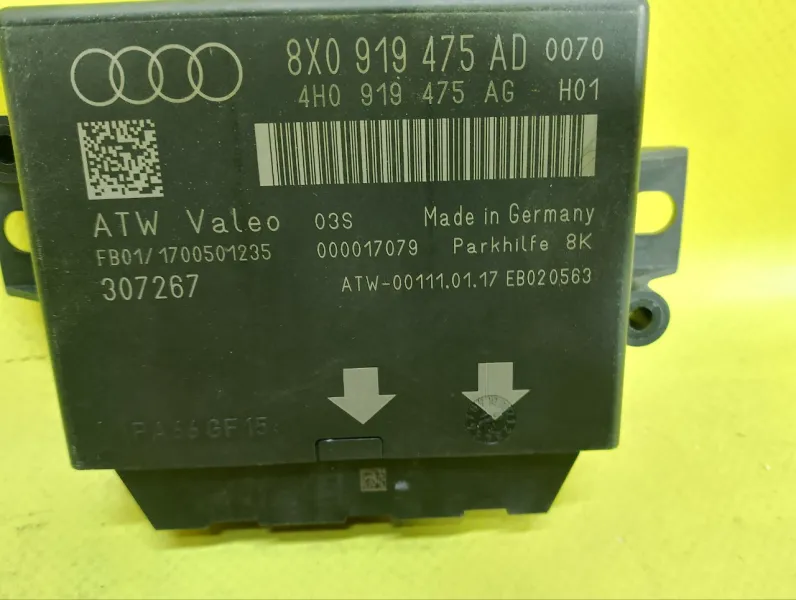 8X0 919 475 AD 0070
4H0 919 475 AG H01
ATW Valeo 03S Made in Germany
FB01/1700501235 000017079 Parkhilfe 8K
307267 ATW-00111.01.17 EB020563
PA66GF15